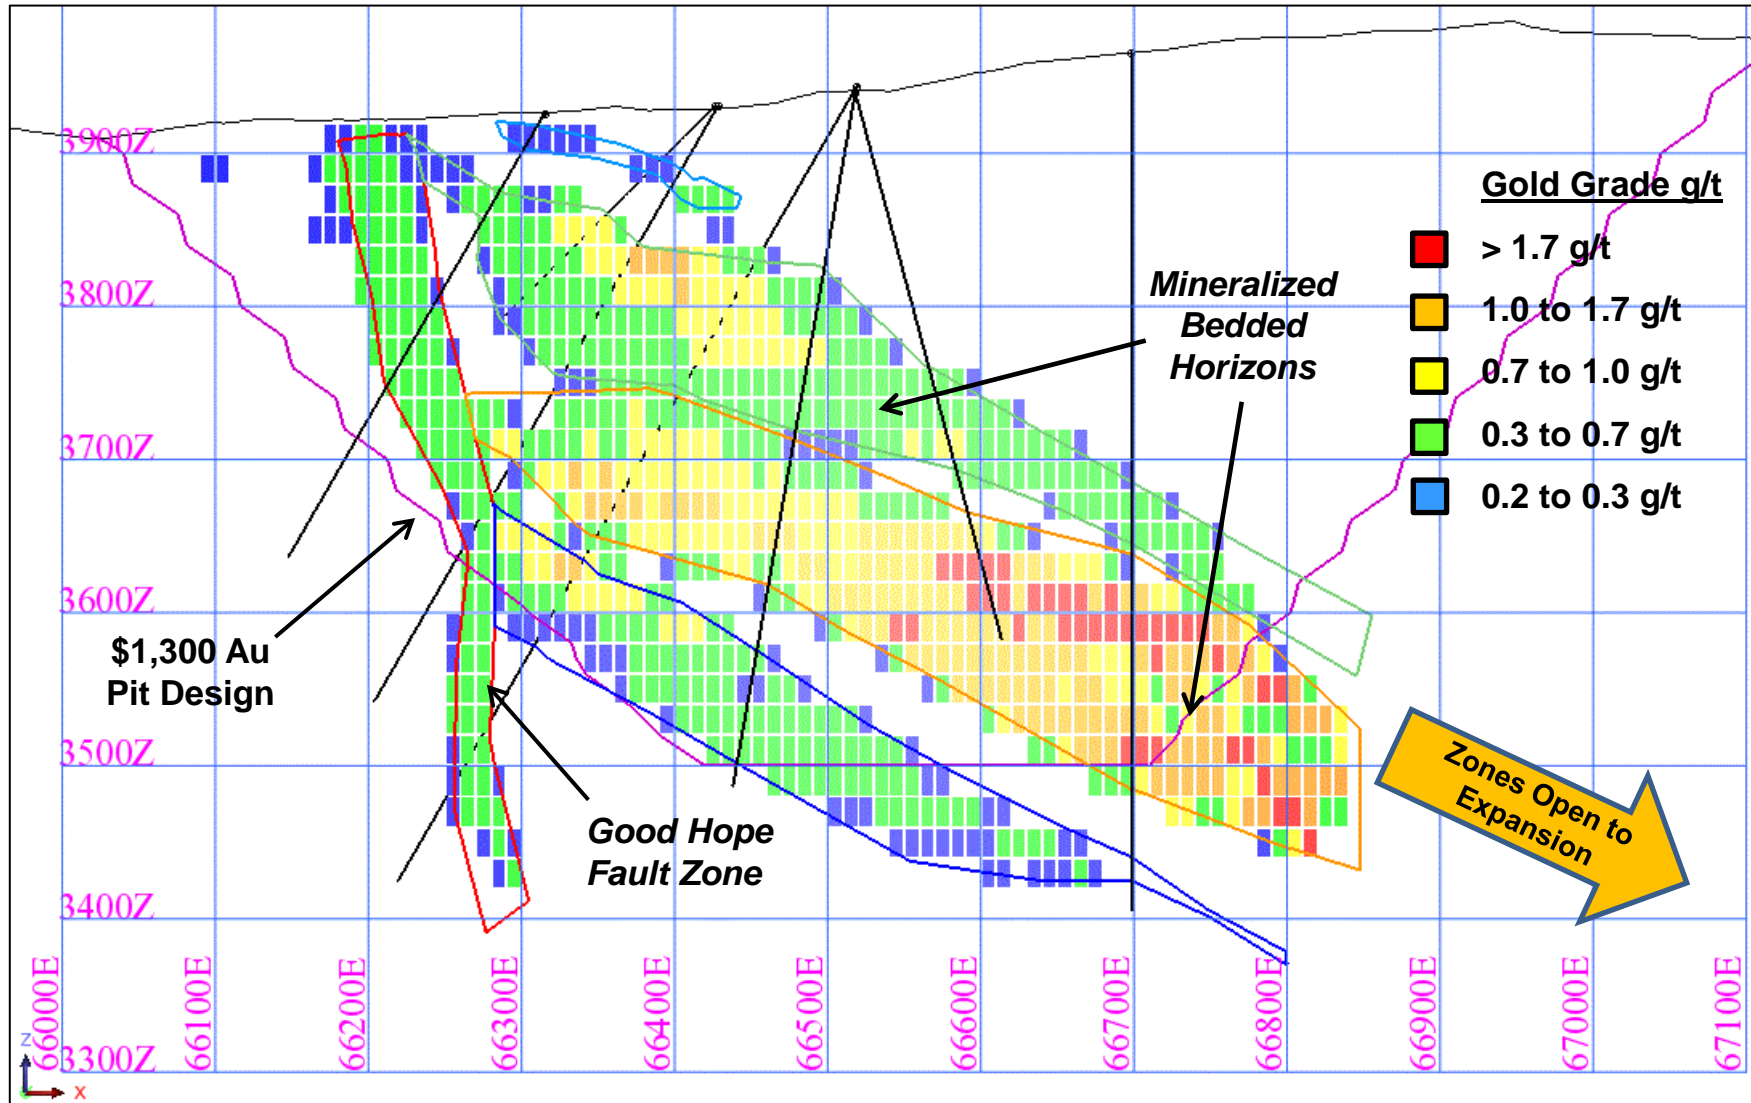 3900Z
3800Z
3700Z
3600Z
3500Z
3400Z
3300Z
Gold Grade g/t
> 1.7 g/t
1.0 to 1.7 g/t
0.7 to 1.0 g/t
0.3 to 0.7 g/t
0.2 to 0.3 g/t
Mineralized
Bedded
Horizons
$1,300 Au
Pit Design
Good Hope
Fault Zone
Zones Open to
Expansion
66000E
66100E
66200E
66300E
66400E
66500E
66600E
66700E
66800E
66900E
67000E
67100E
Z
X